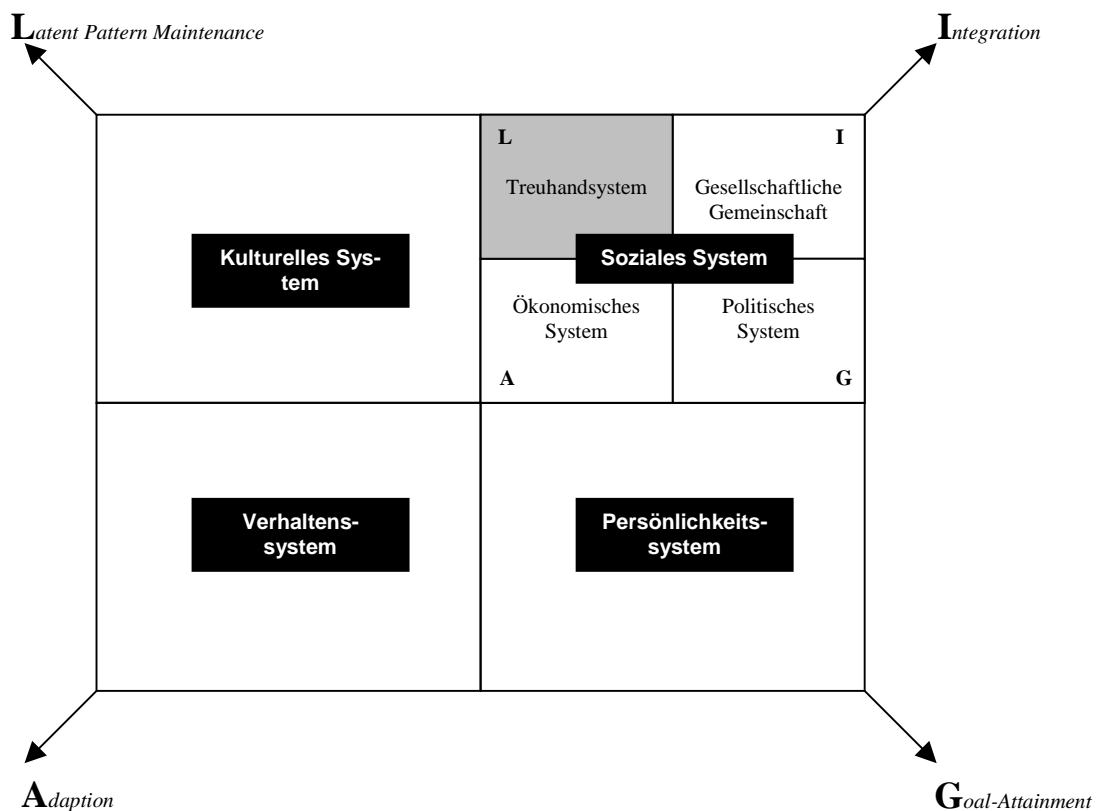 Latent Pattern Maintenance
Integration
L
I
Treuhandsystem
Gesellschaftliche
Gemeinschaft
Kulturelles Sys-
tem
Soziales System
Ökonomisches
System
Politisches
System
A
G
Verhaltens-
system
Persönlichkeits-
system
Adaption
Goal-Attainment